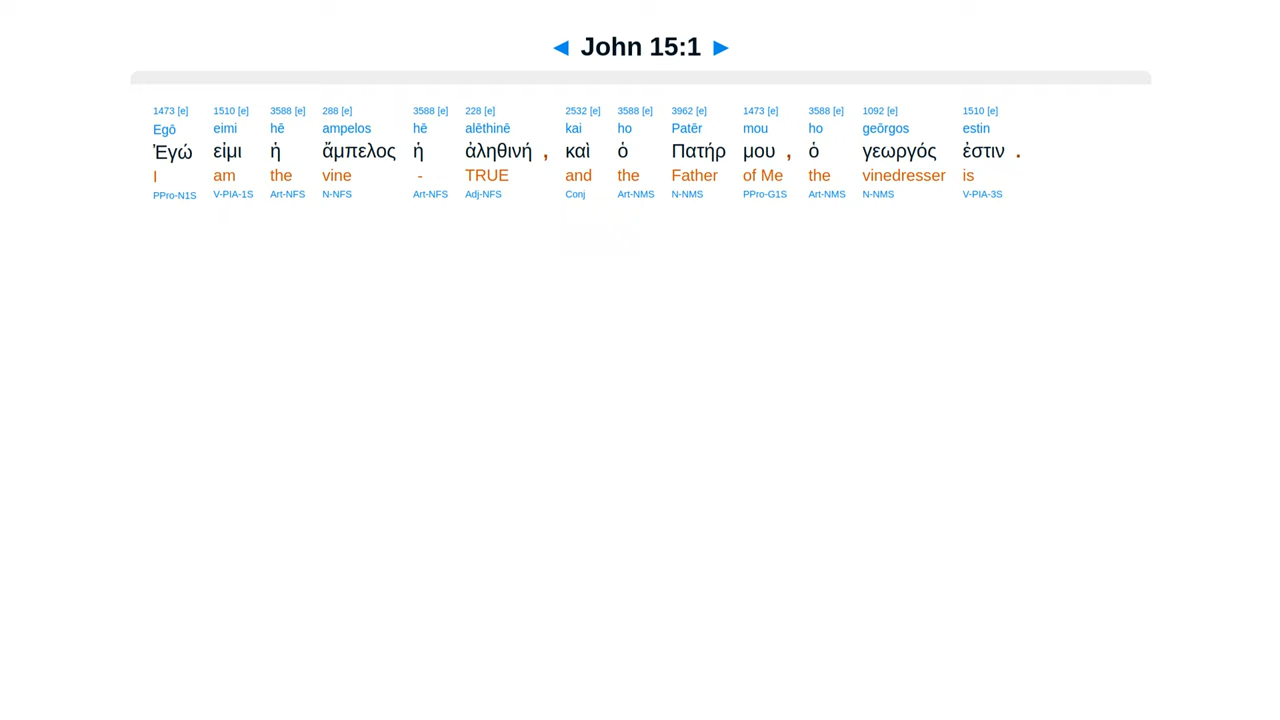 ◄ John 15:1 ►
1473 [e] 1510 [e] 3588 [e] 288 [e] 3588 [e] 228 [e] 2532 [e] 3588 [e] 3962 [e] 1473 [e] 3588 [e] 1092 [e] 1510 [e]
Egō eimi hē ampelos hē alēthinē kai ho Patēr mou ho geōrgos estin
Ἐγώ εἰμι ἡ ἄμπελος ἡ ἀληθινή , καὶ ὁ Πατήρ μου , ὁ γεωργός ἐστιν .
I am the vine - TRUE and the Father of Me the vinedresser is
PPro-N1S V-PIA-1S Art-NFS N-NFS Art-NFS Adj-NFS Conj Art-NMS N-NMS PPro-G1S Art-NMS N-NMS V-PIA-3S